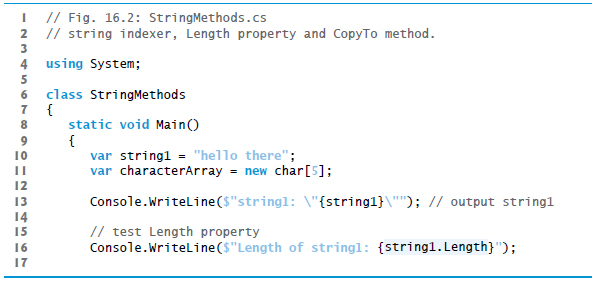 1 // Fig. 16.2: StringMethods.cs
2 // string indexer, Length property and CopyTo method.
3
4 using System;
5
6 class StringMethods
7 {
8 static void Main()
9 {
10 var string1 = "hello there";
11 var characterArray = new char[5];
12
13 Console.WriteLine($"string1: \"{string1}\""); // output string1
14
15 // test Length property
16 Console.WriteLine($"Length of string1: {string1.Length}");
17